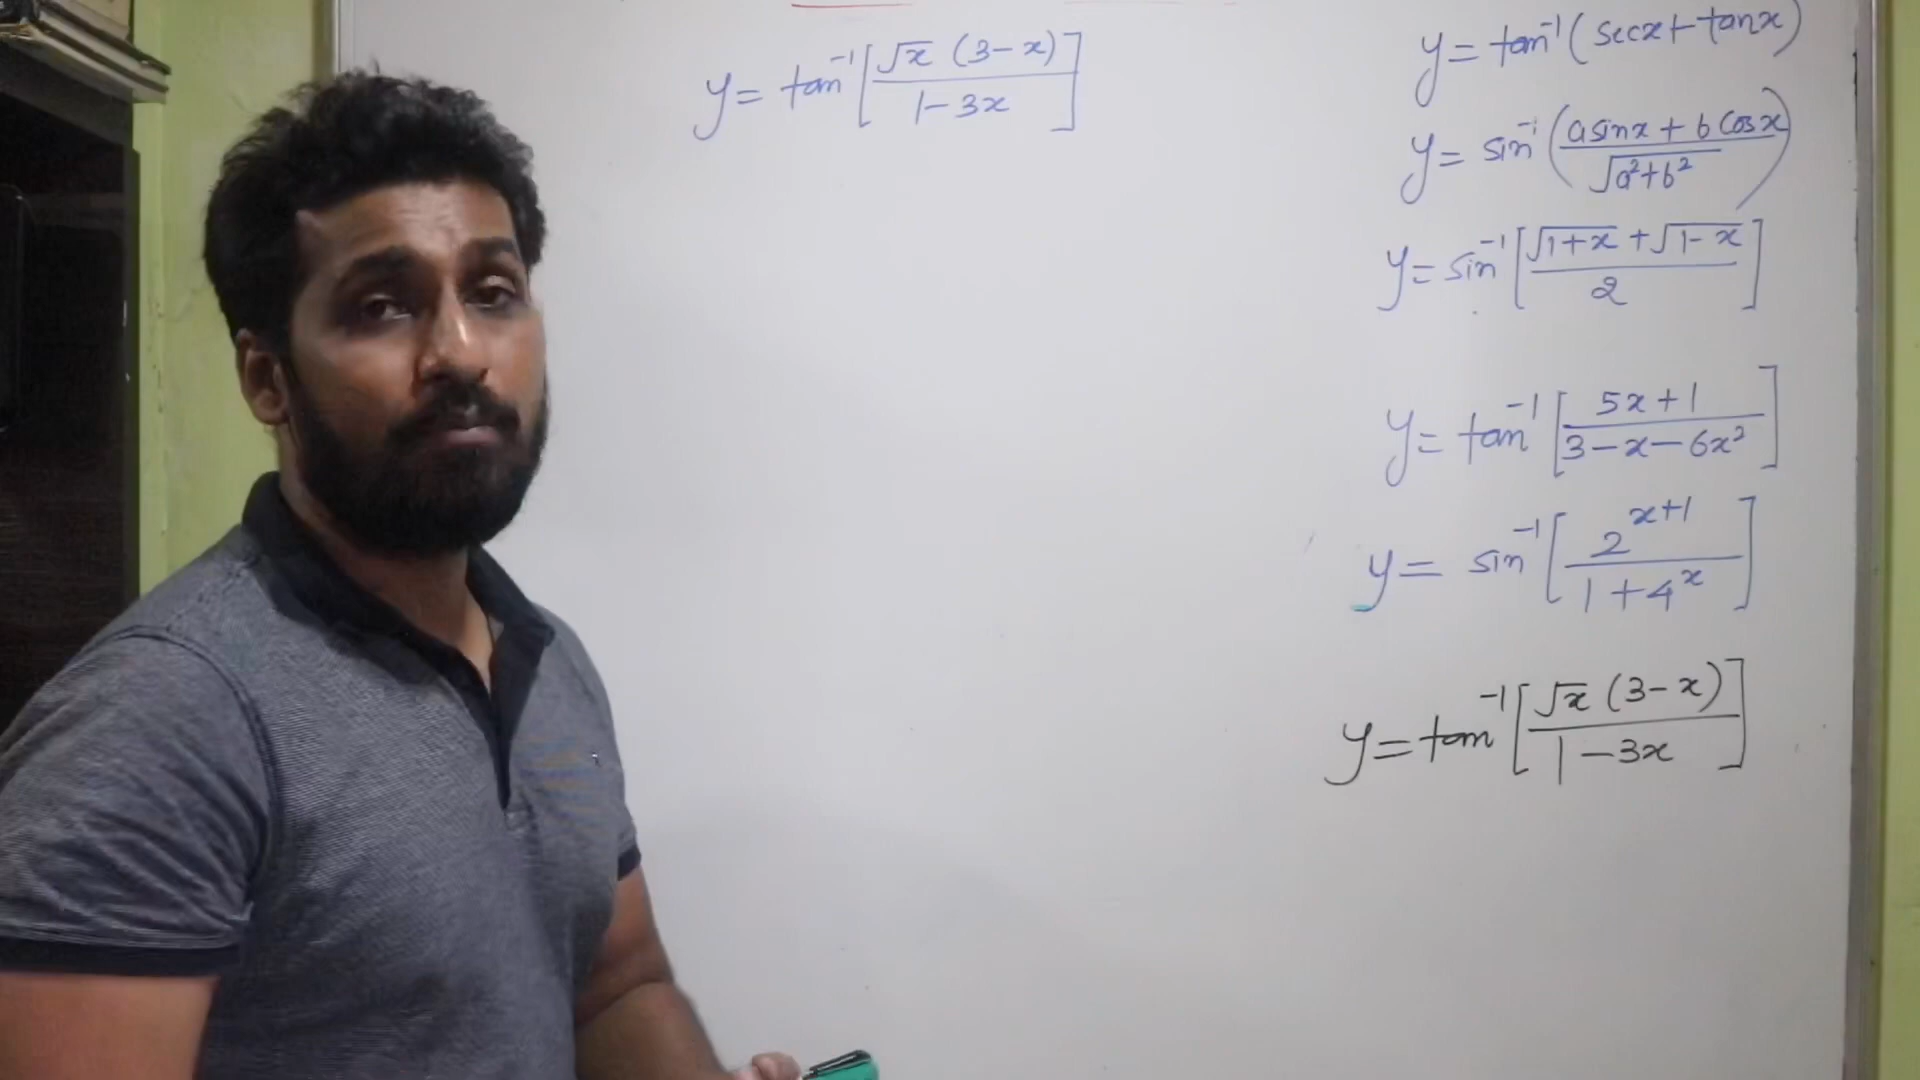 y = tan⁻¹ [ √x (3 - x) / 1 - 3x ]
y = tan⁻¹ ( secx + tanx )
y = sin⁻¹ ( a sinx + b cosx / √a² + b² )
y = sin⁻¹ [ √1+x + √1-x / 2 ]
y = tan⁻¹ [ 5x + 1 / 3 - x - 6x² ]
y = sin⁻¹ [ 2^x+1 / 1 + 4^x ]
y = tan⁻¹ [ √x (3 - x) / 1 - 3x ]